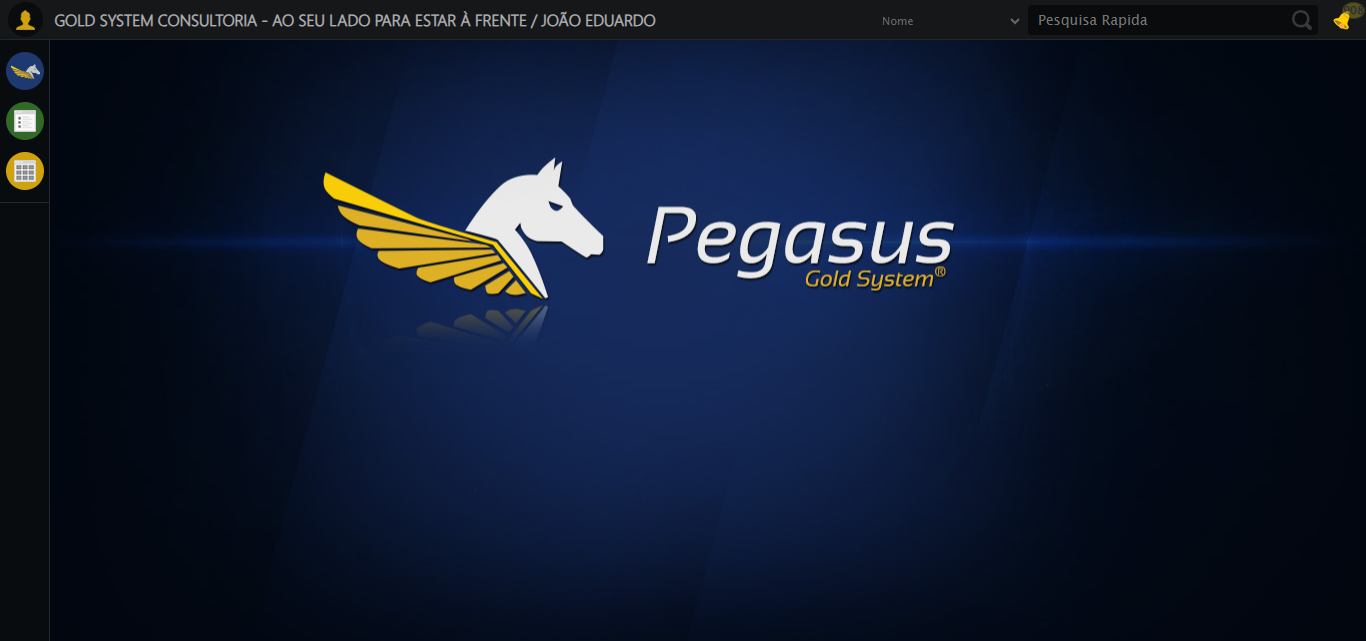 GOLD SYSTEM CONSULTORIA - AO SEU LADO PARA ESTAR À FRENTE / JOÃO EDUARDO
Nome
Pesquisa Rapida
Pegasus
Gold System®